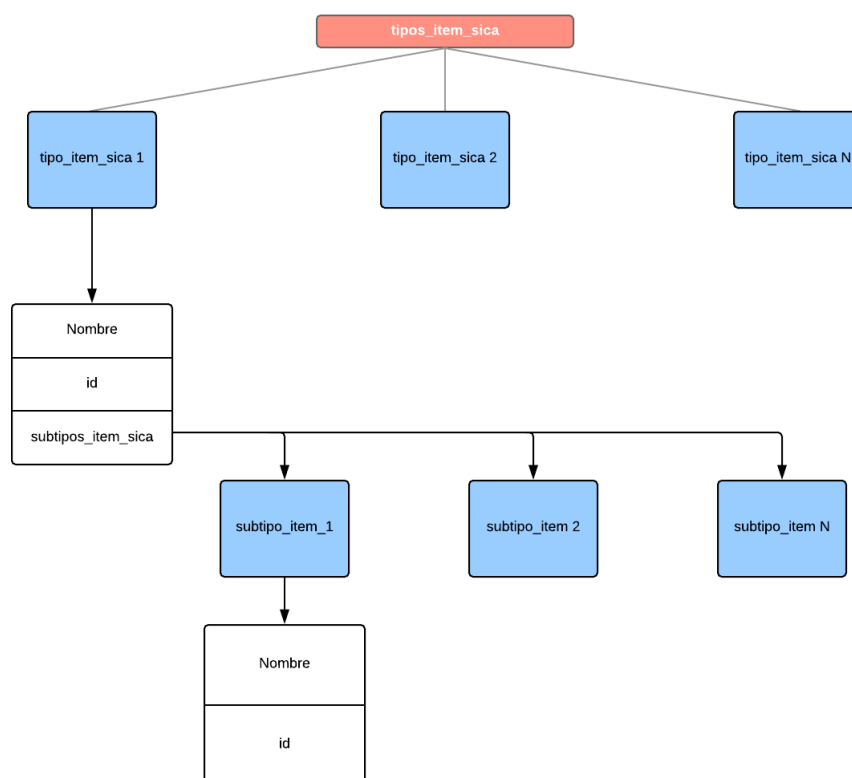 tipos_item_sica
tipo_item_sica 1
tipo_item_sica 2
tipo_item_sica N
Nombre
id
subtipos_item_sica
subtipo_item_1
subtipo_item 2
subtipo_item N
Nombre
id